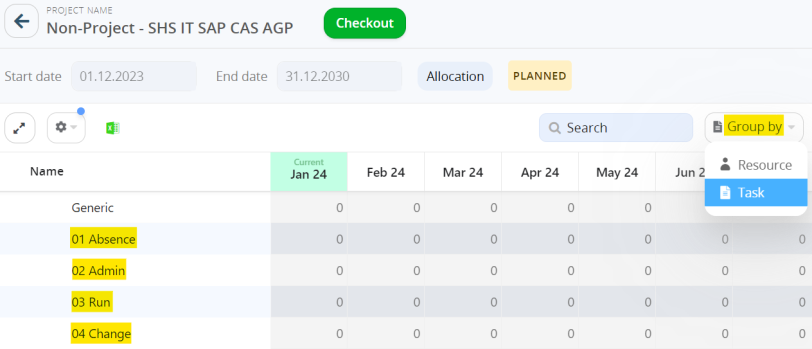 PROJECT NAME
Non-Project - SHS IT SAP CAS AGP
Checkout
Start date 01.12.2023 End date 31.12.2030 Allocation PLANNED
Search Group by
Resource
Task
Current
Name Jan 24 Feb 24 Mar 24 Apr 24 May 24 Jun 2
Generic 0 0 0 0 0
01 Absence 0 0 0 0 0 0 0
02 Admin 0 0 0 0 0 0 0
03 Run 0 0 0 0 0 0 0
04 Change 0 0 0 0 0 0 0